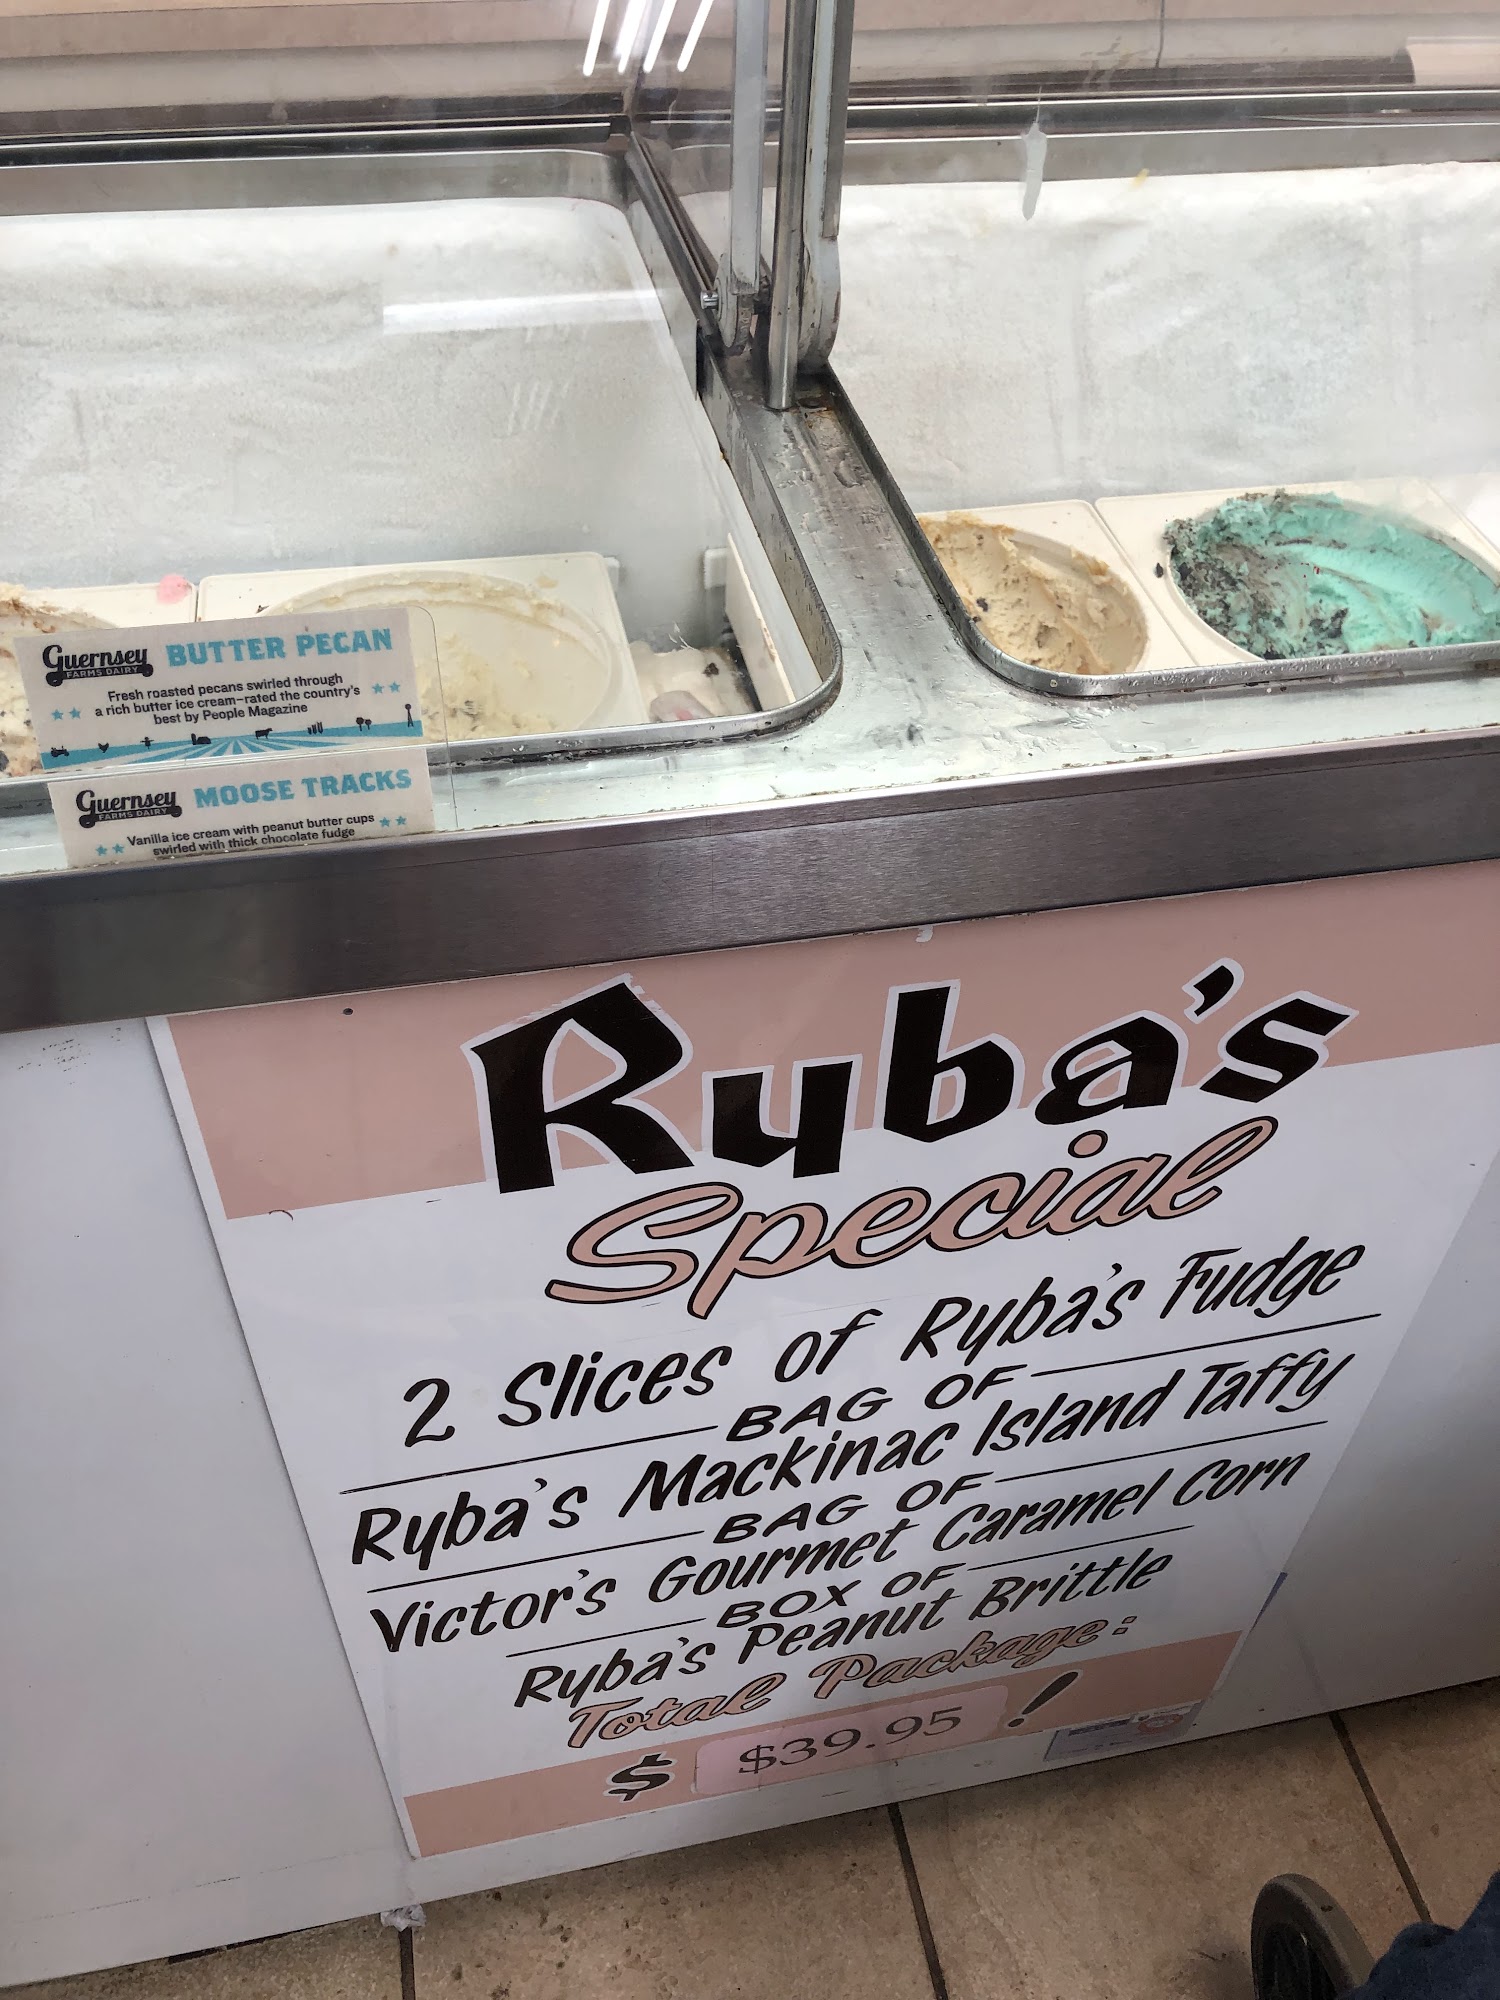 Guernsey
FARMS DAIRY
BUTTER PECAN
Fresh roasted pecans swirled through
a rich butter ice cream–rated the country's
best by People Magazine
Guernsey
FARMS DAIRY
MOOSE TRACKS
Vanilla ice cream with peanut butter cups
swirled with thick chocolate fudge
Ryba's
Special
2 Slices of Ryba's Fudge
BAG OF
Ryba's Mackinac Island Taffy
BAG OF
Victor's Gourmet Caramel Corn
BOX OF
Ryba's Peanut Brittle
Total Package:
$ $39.95 !